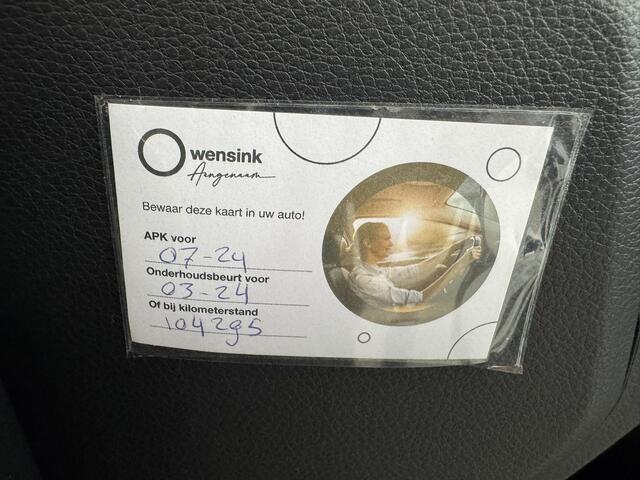 wensink
Aangenaam
Bewaar deze kaart in uw auto!
APK voor
07-24
Onderhoudsbeurt voor
03-24
Of bij kilometerstand
104295